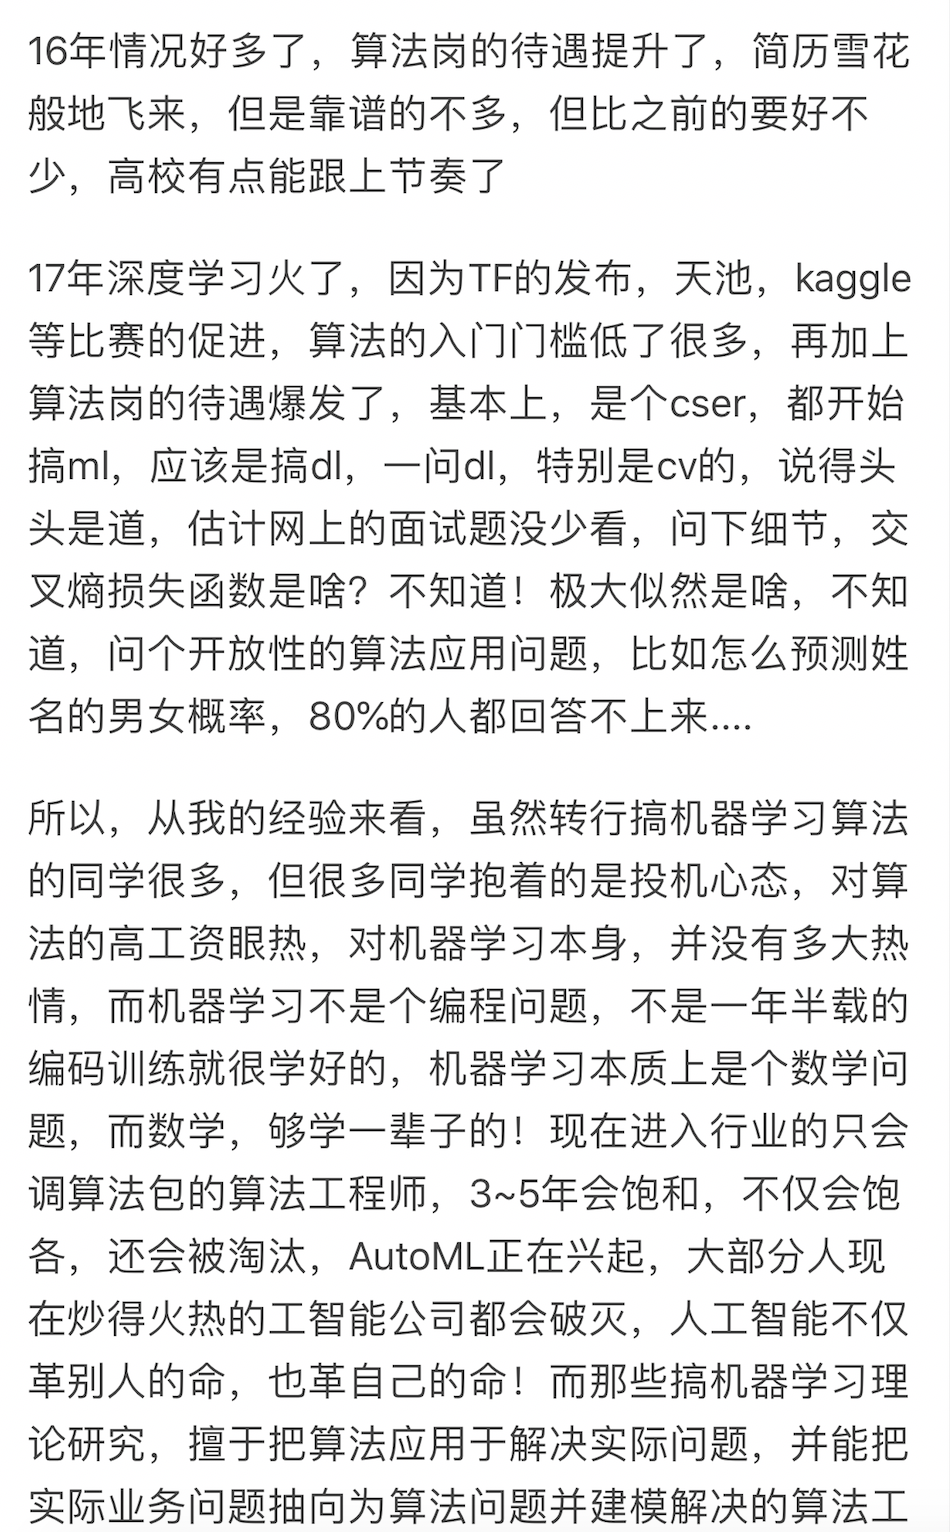 16年情况好多了，算法岗的待遇提升了，简历雪花
般地飞来，但是靠谱的不多，但比之前的要好不
少，高校有点能跟上节奏了
17年深度学习火了，因为TF的发布，天池，kaggle
等比赛的促进，算法的入门门槛低了很多，再加上
算法岗的待遇爆发了，基本上，是个cser，都开始
搞ml，应该是搞dl，一问dl，特别是cv的，说得头
头是道，估计网上的面试题没少看，问下细节，交
叉熵损失函数是啥？不知道！极大似然是啥，不知
道，问个开放性的算法应用问题，比如怎么预测姓
名的男女概率，80%的人都回答不上来....
所以，从我的经验来看，虽然转行搞机器学习算法
的同学很多，但很多同学抱着的是投机心态，对算
法的高工资眼热，对机器学习本身，并没有多大热
情，而机器学习不是个编程问题，不是一年半载的
编码训练就很学好的，机器学习本质上是个数学问
题，而数学，够学一辈子的！现在进入行业的只会
调算法包的算法工程师，3~5年会饱和，不仅会饱
各，还会被淘汰，AutoML正在兴起，大部分人现
在炒得火热的工智能公司都会破灭，人工智能不仅
革别人的命，也革自己的命！而那些搞机器学习理
论研究，擅于把算法应用于解决实际问题，并能把
实际业务问题抽向为算法问题并建模解决的算法工